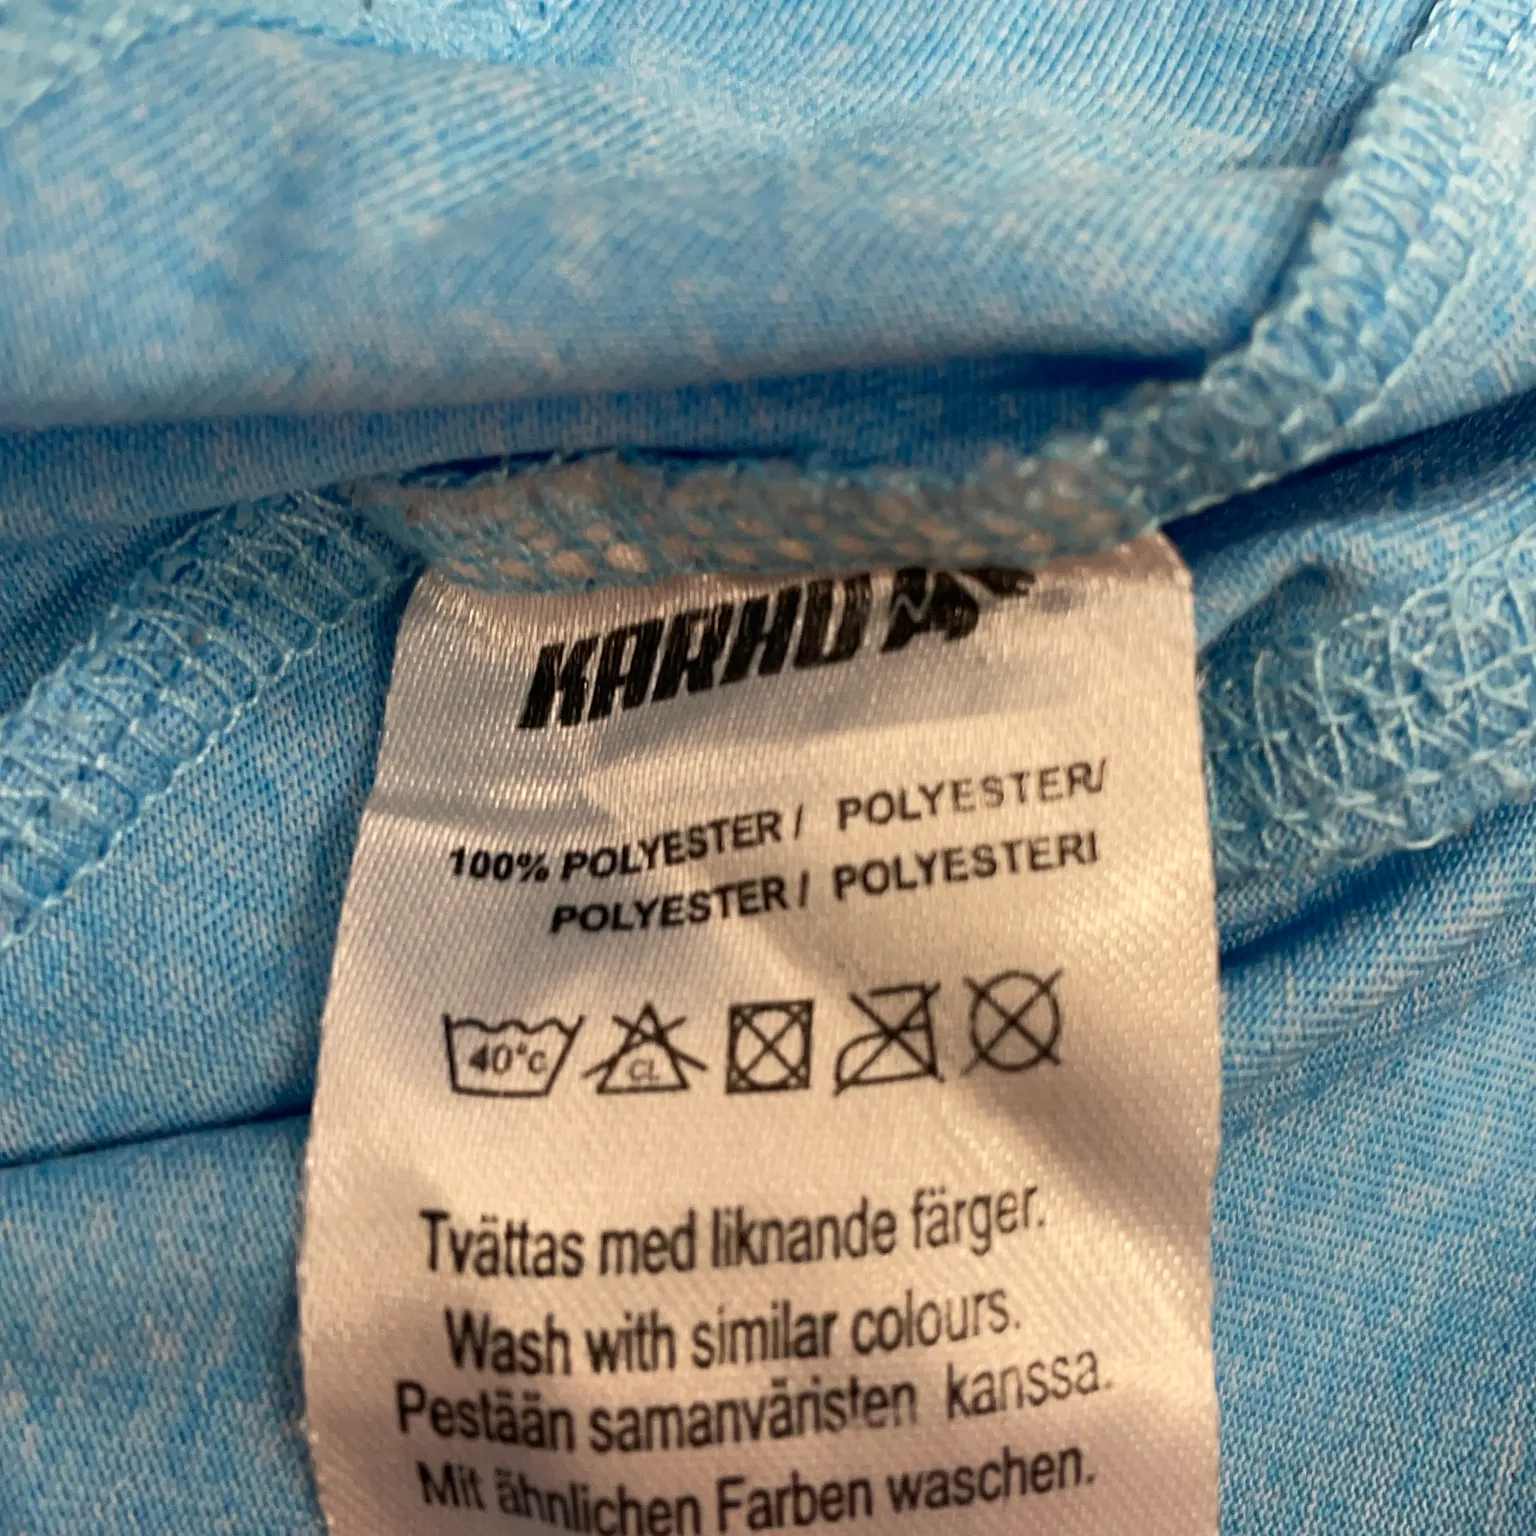 KARHU
100% POLYESTER / POLYESTER/
POLYESTER / POLYESTERI
40°C CL
Tvättas med liknande färger.
Wash with similar colours.
Pestään samanväristen kanssa.
Mit ähnlichen Farben waschen.